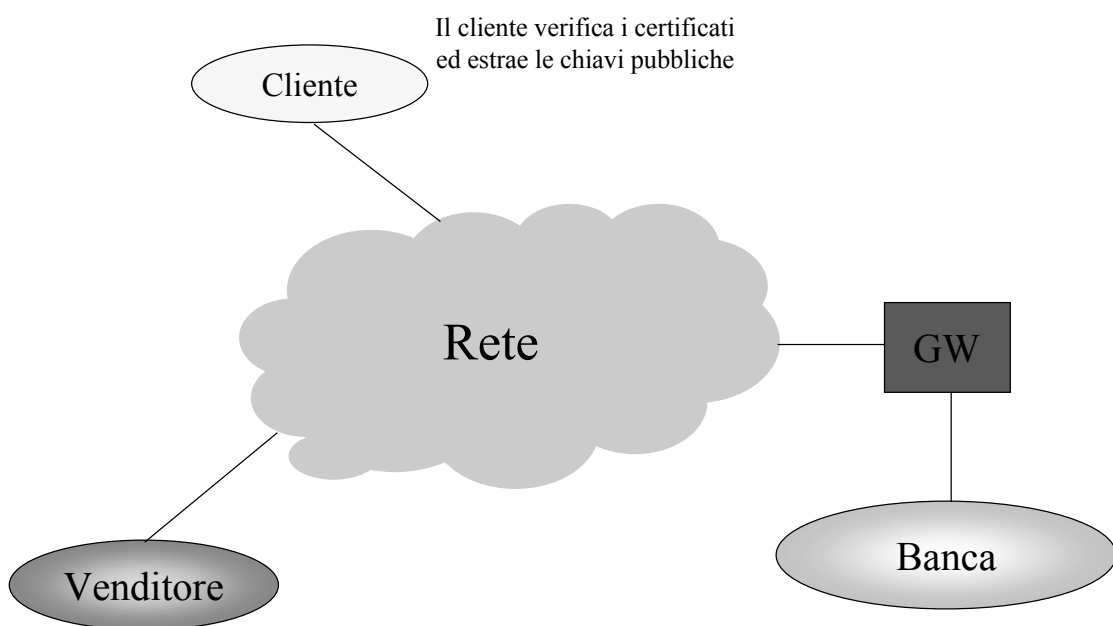 Il cliente verifica i certificati
ed estrae le chiavi pubbliche
Cliente
Rete
GW
Banca
Venditore